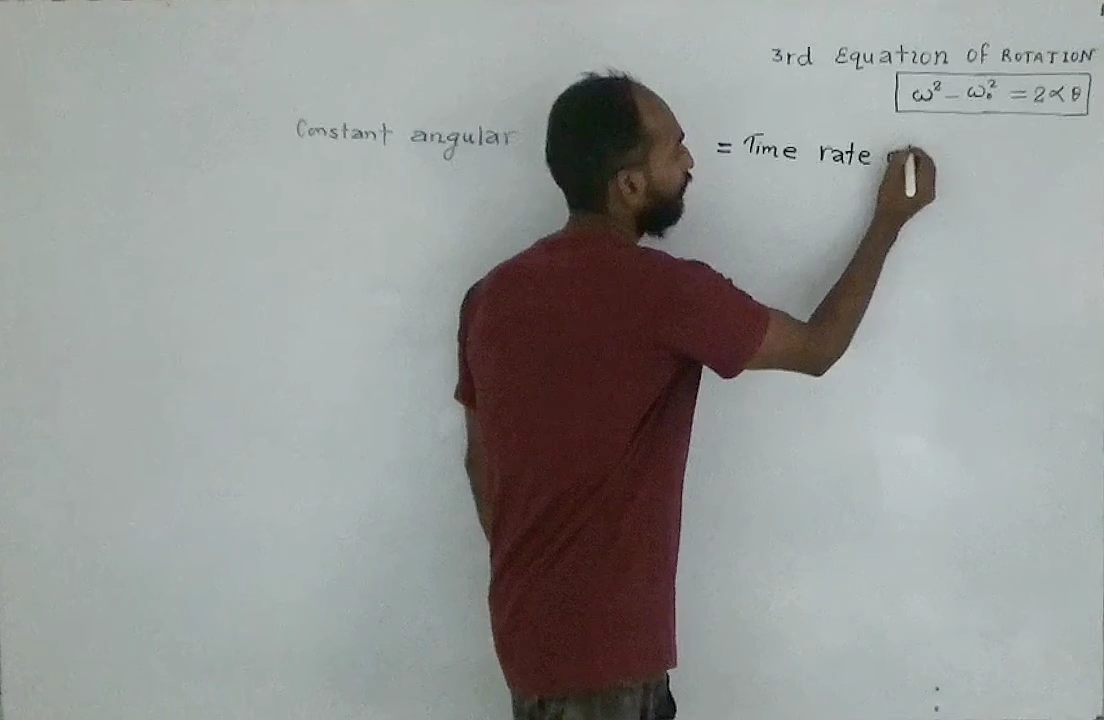 3rd Equation of ROTATION
ω² - ω₀² = 2αθ
Constant angular = Time rate